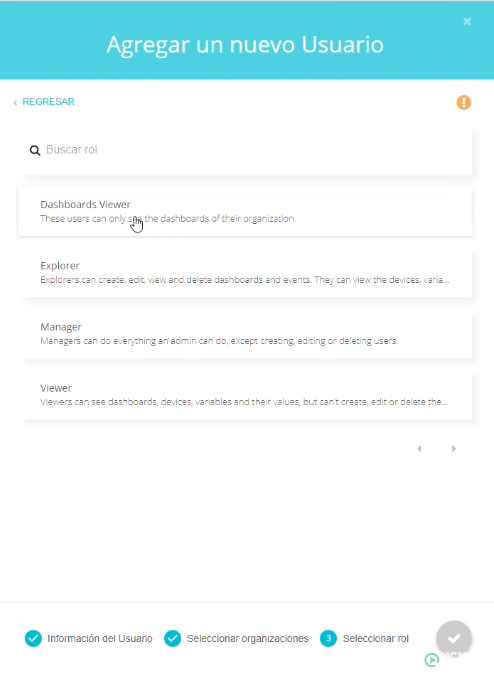 Agregar un nuevo Usuario
REGRESAR
Buscar rol
Dashboards Viewer
These users can only see the dashboards of their organization.
Explorer
Explorers can create, edit, view and delete dashboards and events. They can view the devices, varia...
Manager
Managers can do everything an admin can do, except creating, editing or deleting users.
Viewer
Viewers can see dashboards, devices, variables and their values, but can't create, edit or delete the...
Información del Usuario
Seleccionar organizaciones
3 Seleccionar rol